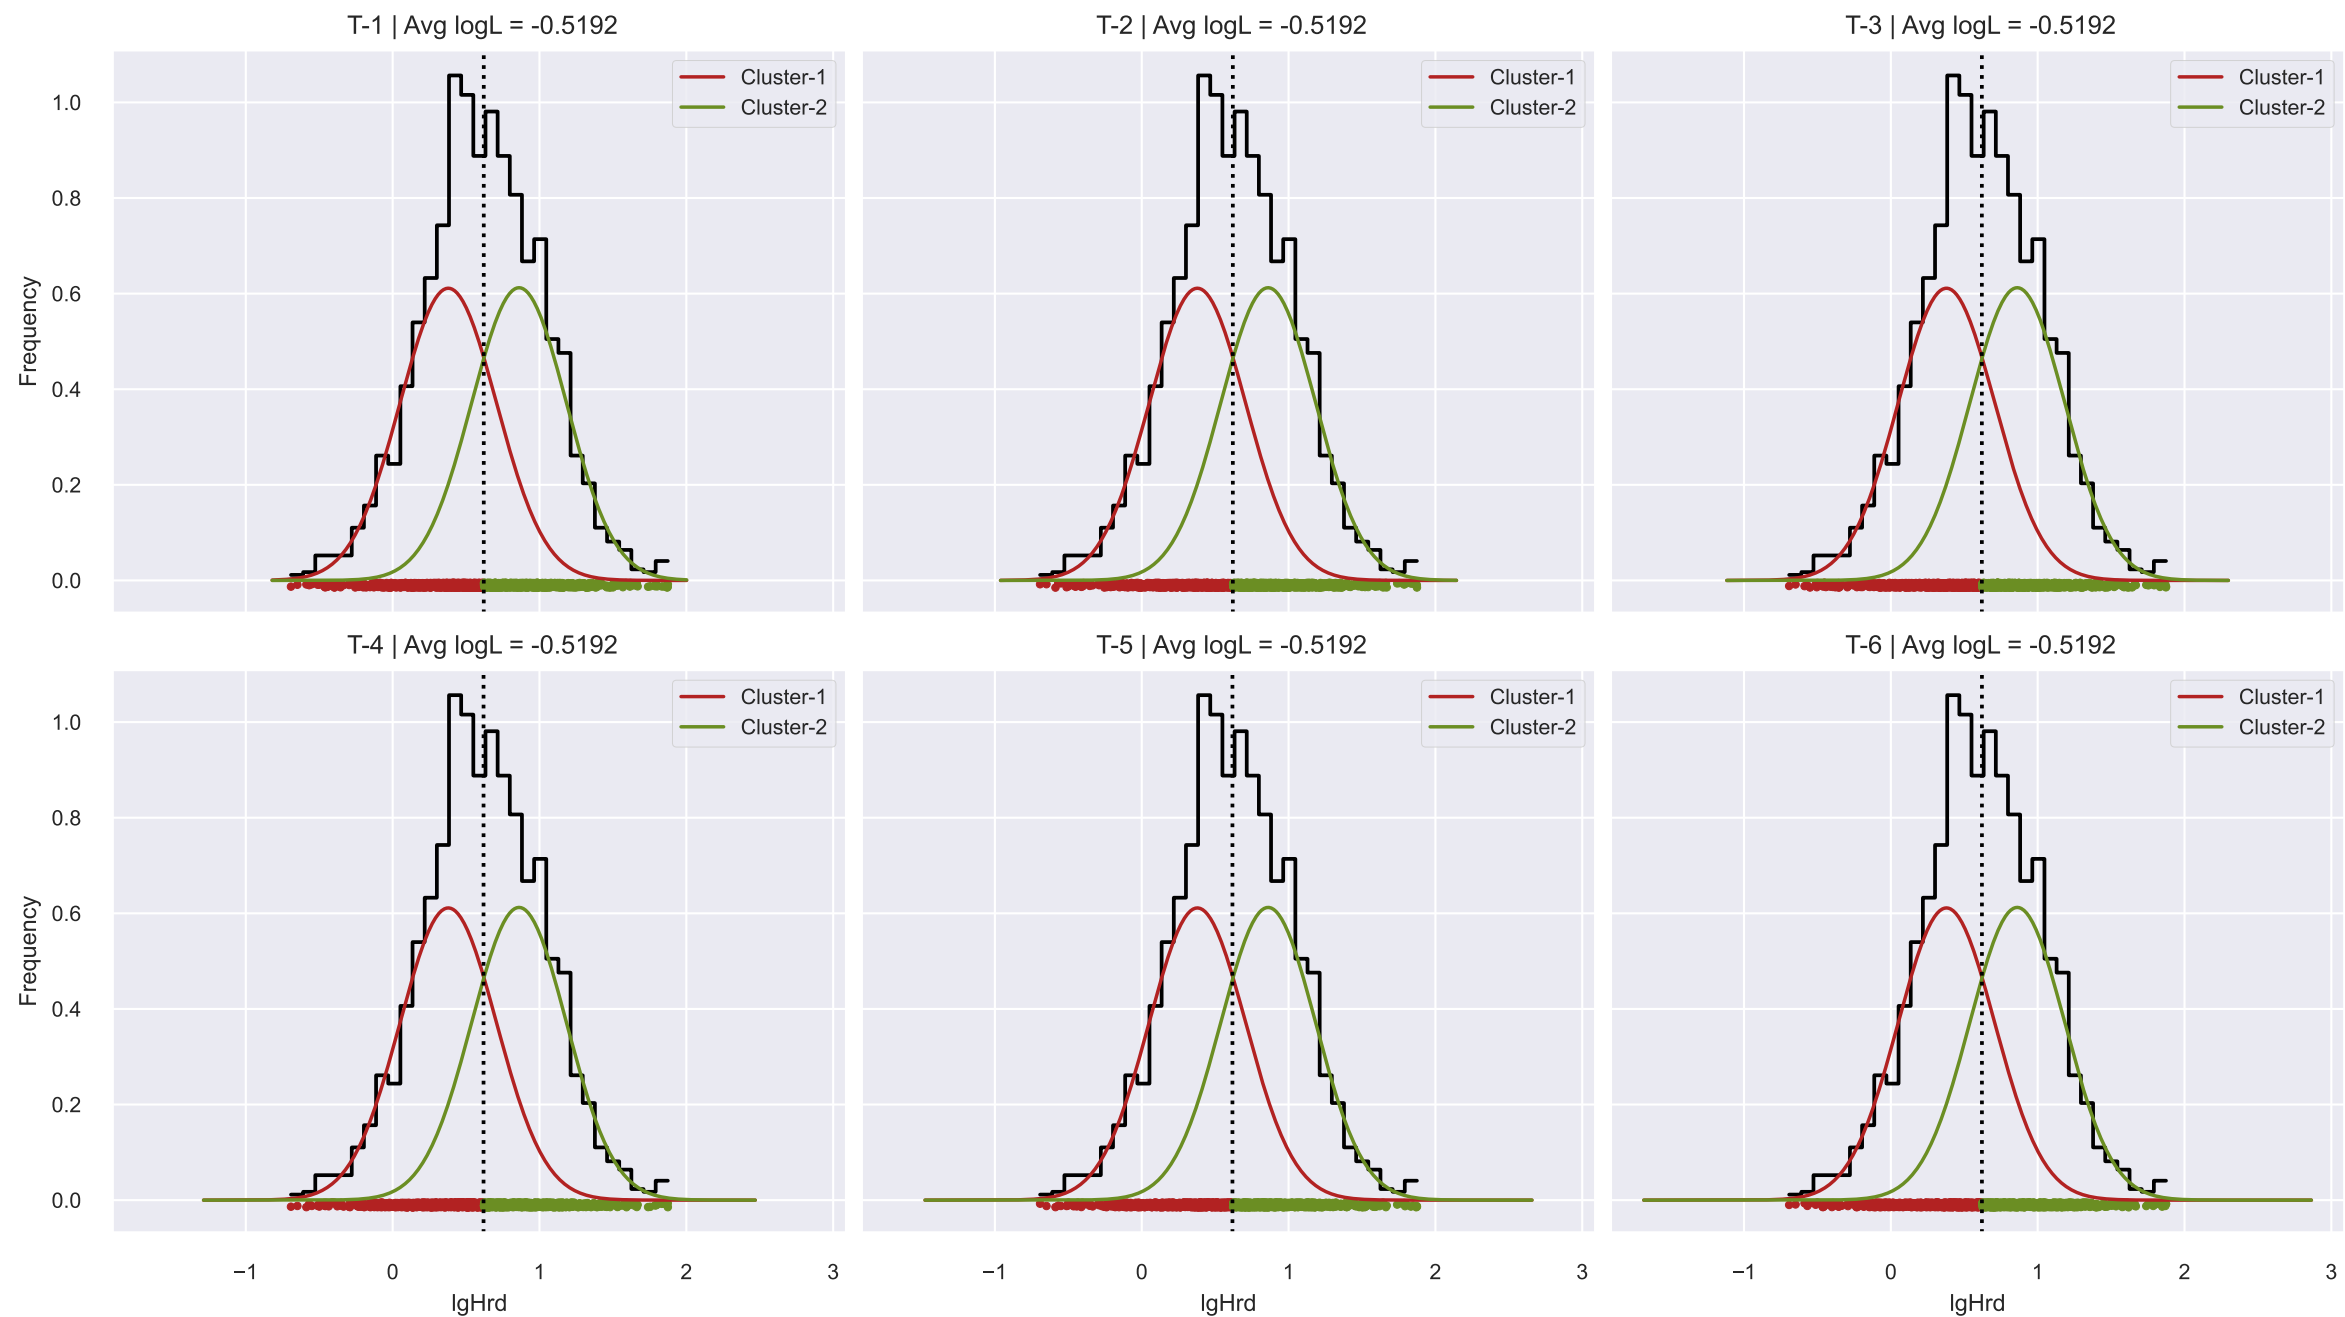 T-1 | Avg logL = -0.5192
T-2 | Avg logL = -0.5192
T-3 | Avg logL = -0.5192
Cluster-1
Cluster-2
Cluster-1
Cluster-2
Cluster-1
Cluster-2
1.0
0.8
0.6
0.4
0.2
0.0
Frequency
T-4 | Avg logL = -0.5192
T-5 | Avg logL = -0.5192
T-6 | Avg logL = -0.5192
Cluster-1
Cluster-2
Cluster-1
Cluster-2
Cluster-1
Cluster-2
1.0
0.8
0.6
0.4
0.2
0.0
Frequency
−1 0 1 2 3
−1 0 1 2 3
−1 0 1 2 3
lgHrd
lgHrd
lgHrd